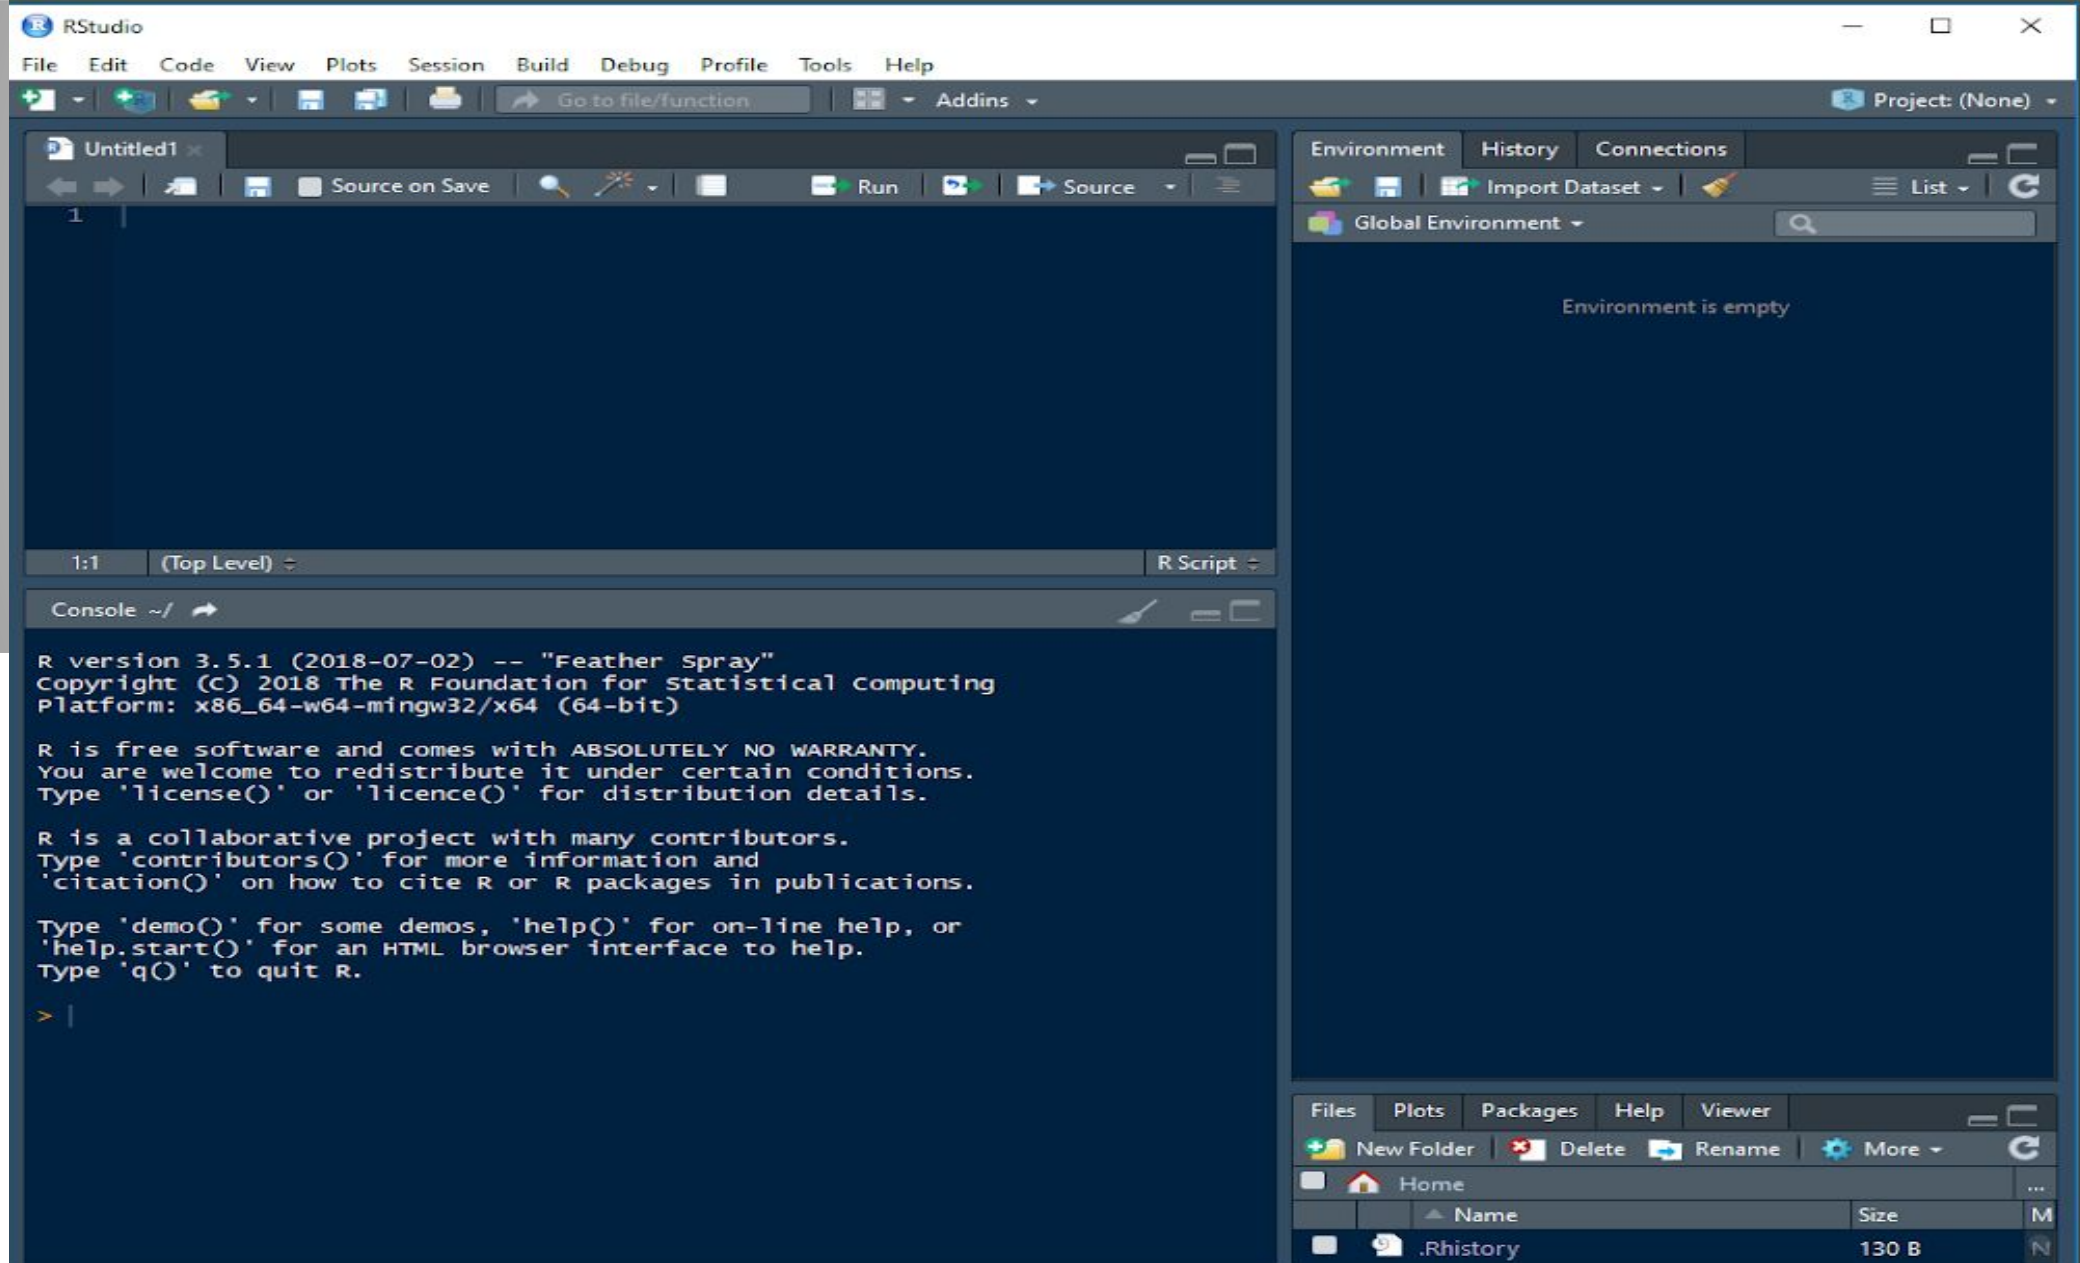 RStudio
File Edit Code View Plots Session Build Debug Profile Tools Help
Go to file/function Addins Project: (None)
Untitled1
Source on Save Run Source
1
1:1 (Top Level) R Script
Console ~/
R version 3.5.1 (2018-07-02) -- "Feather Spray"
Copyright (C) 2018 The R Foundation for Statistical Computing
Platform: x86_64-w64-mingw32/x64 (64-bit)
R is free software and comes with ABSOLUTELY NO WARRANTY.
You are welcome to redistribute it under certain conditions.
Type 'license()' or 'licence()' for distribution details.
R is a collaborative project with many contributors.
Type 'contributors()' for more information and
'citation()' on how to cite R or R packages in publications.
Type 'demo()' for some demos, 'help()' for on-line help, or
'help.start()' for an HTML browser interface to help.
Type 'q()' to quit R.
>
Environment History Connections
Import Dataset List
Global Environment
Environment is empty
Files Plots Packages Help Viewer
New Folder Delete Rename More
Home ...
Name Size M
.Rhistory 130 B N